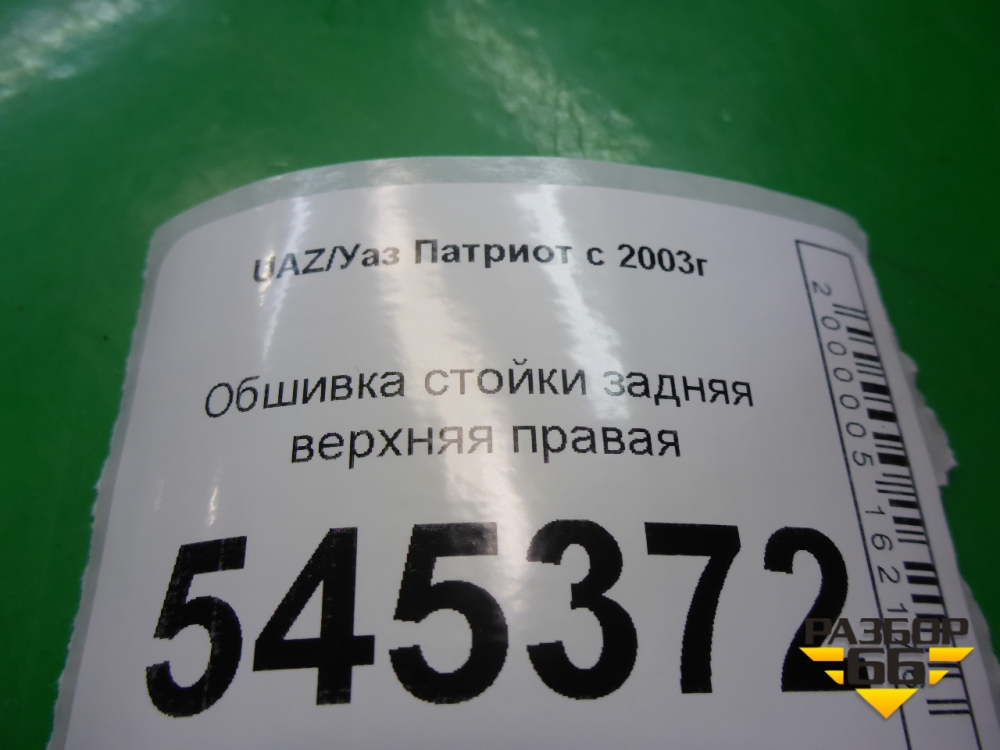 UAZ/Уаз Патриот с 2003г
Обшивка стойки задняя
верхняя правая
545372
РАЗБОР
66